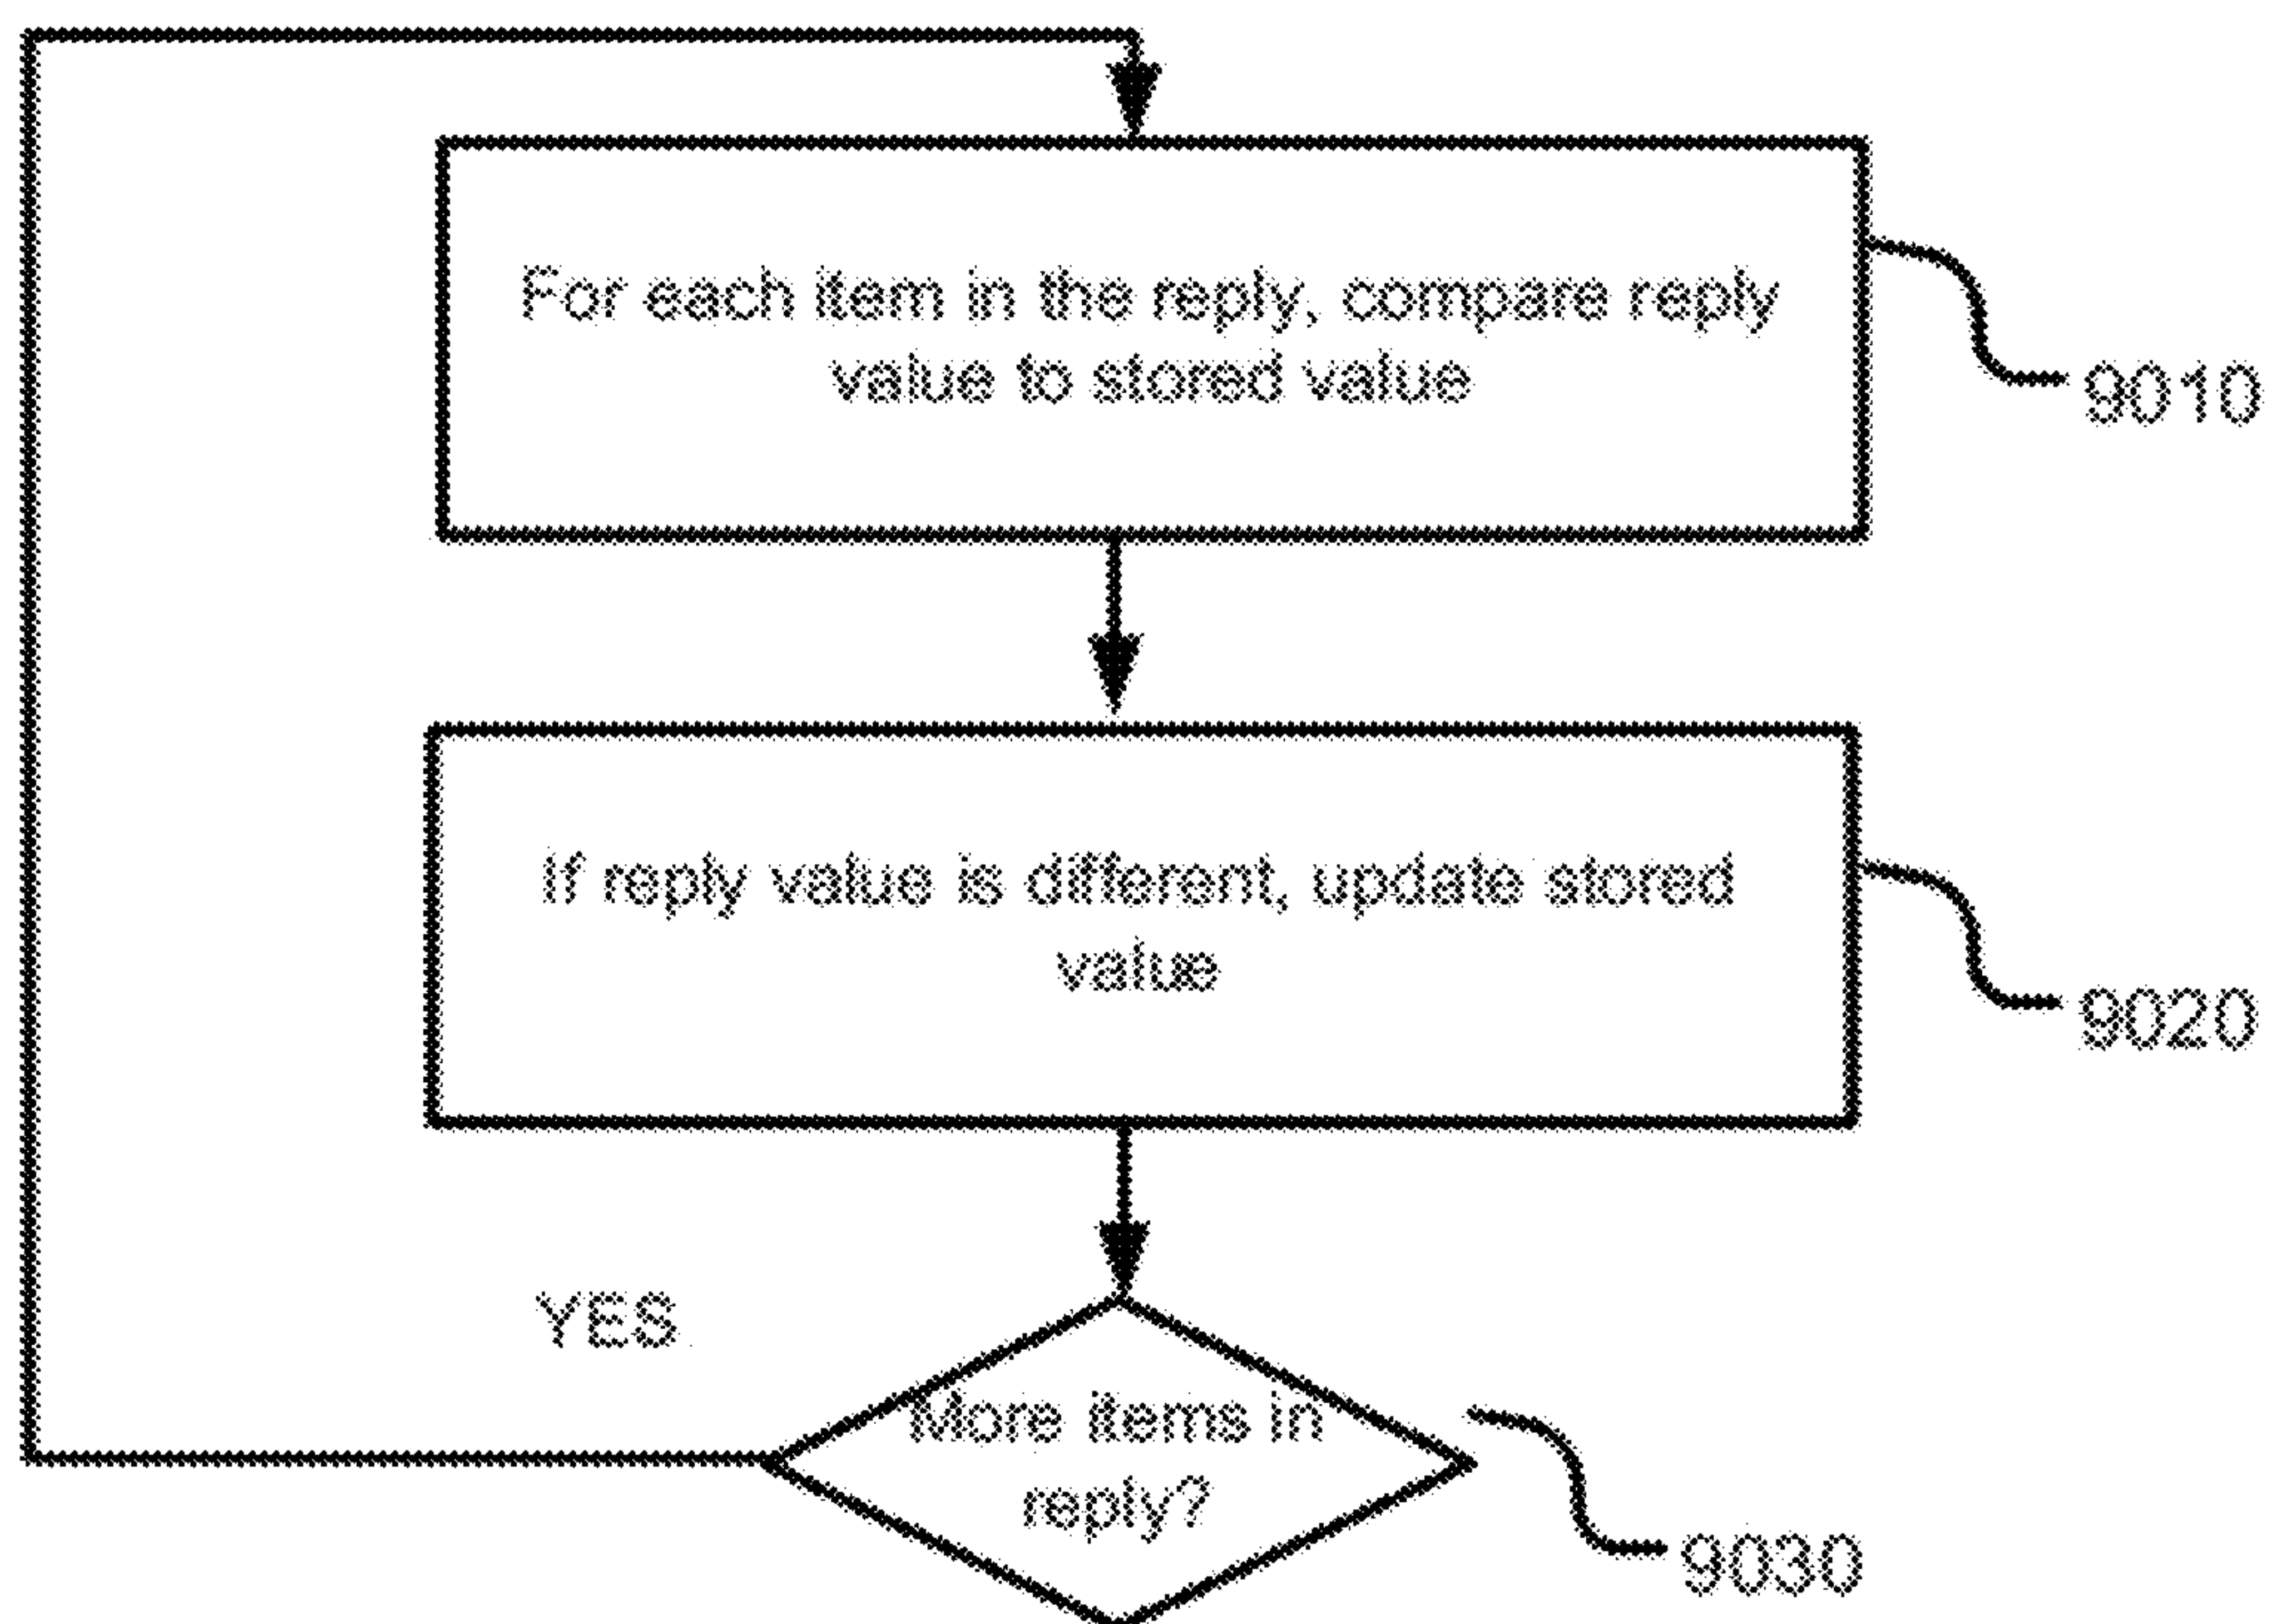 For each item in the reply, compare reply
value to stored value
9010
If reply value is different, update stored
value
9020
YES
More items in
reply?
9030